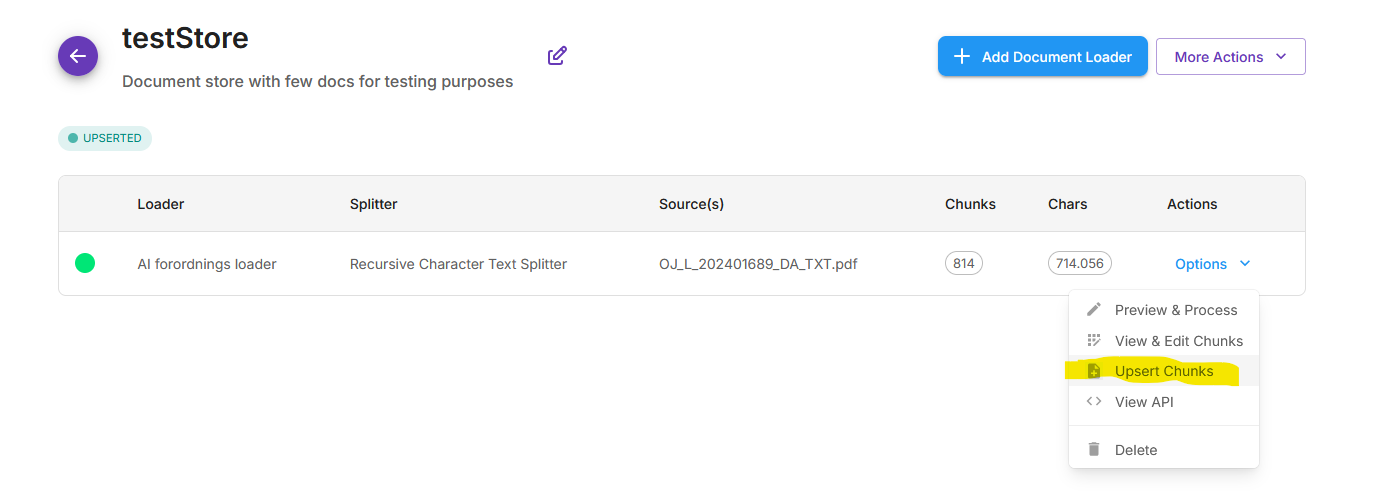 testStore
Document store with few docs for testing purposes
Add Document Loader
More Actions
UPSERTED
Loader Splitter Source(s) Chunks Chars Actions
AI forordnings loader Recursive Character Text Splitter OJ_L_202401689_DA_TXT.pdf 814 714.056 Options
Preview & Process
View & Edit Chunks
Upsert Chunks
View API
Delete